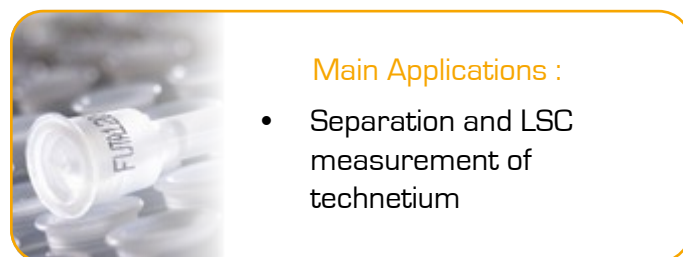 Main Applications :
• Separation and LSC
measurement of
technetium